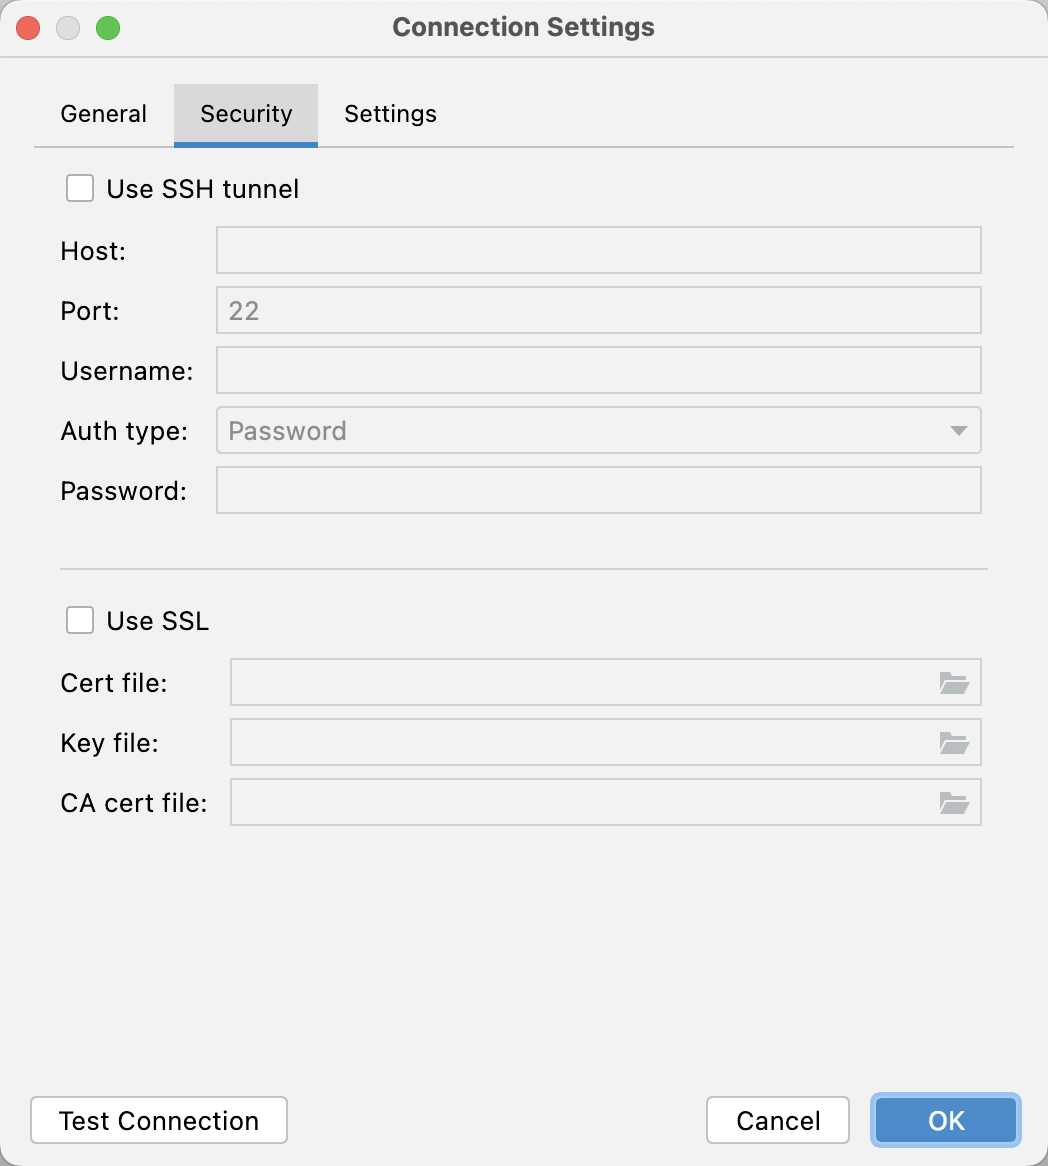 Connection Settings
General Security Settings
Use SSH tunnel
Host:
Port: 22
Username:
Auth type: Password
Password:
Use SSL
Cert file:
Key file:
CA cert file:
Test Connection Cancel OK